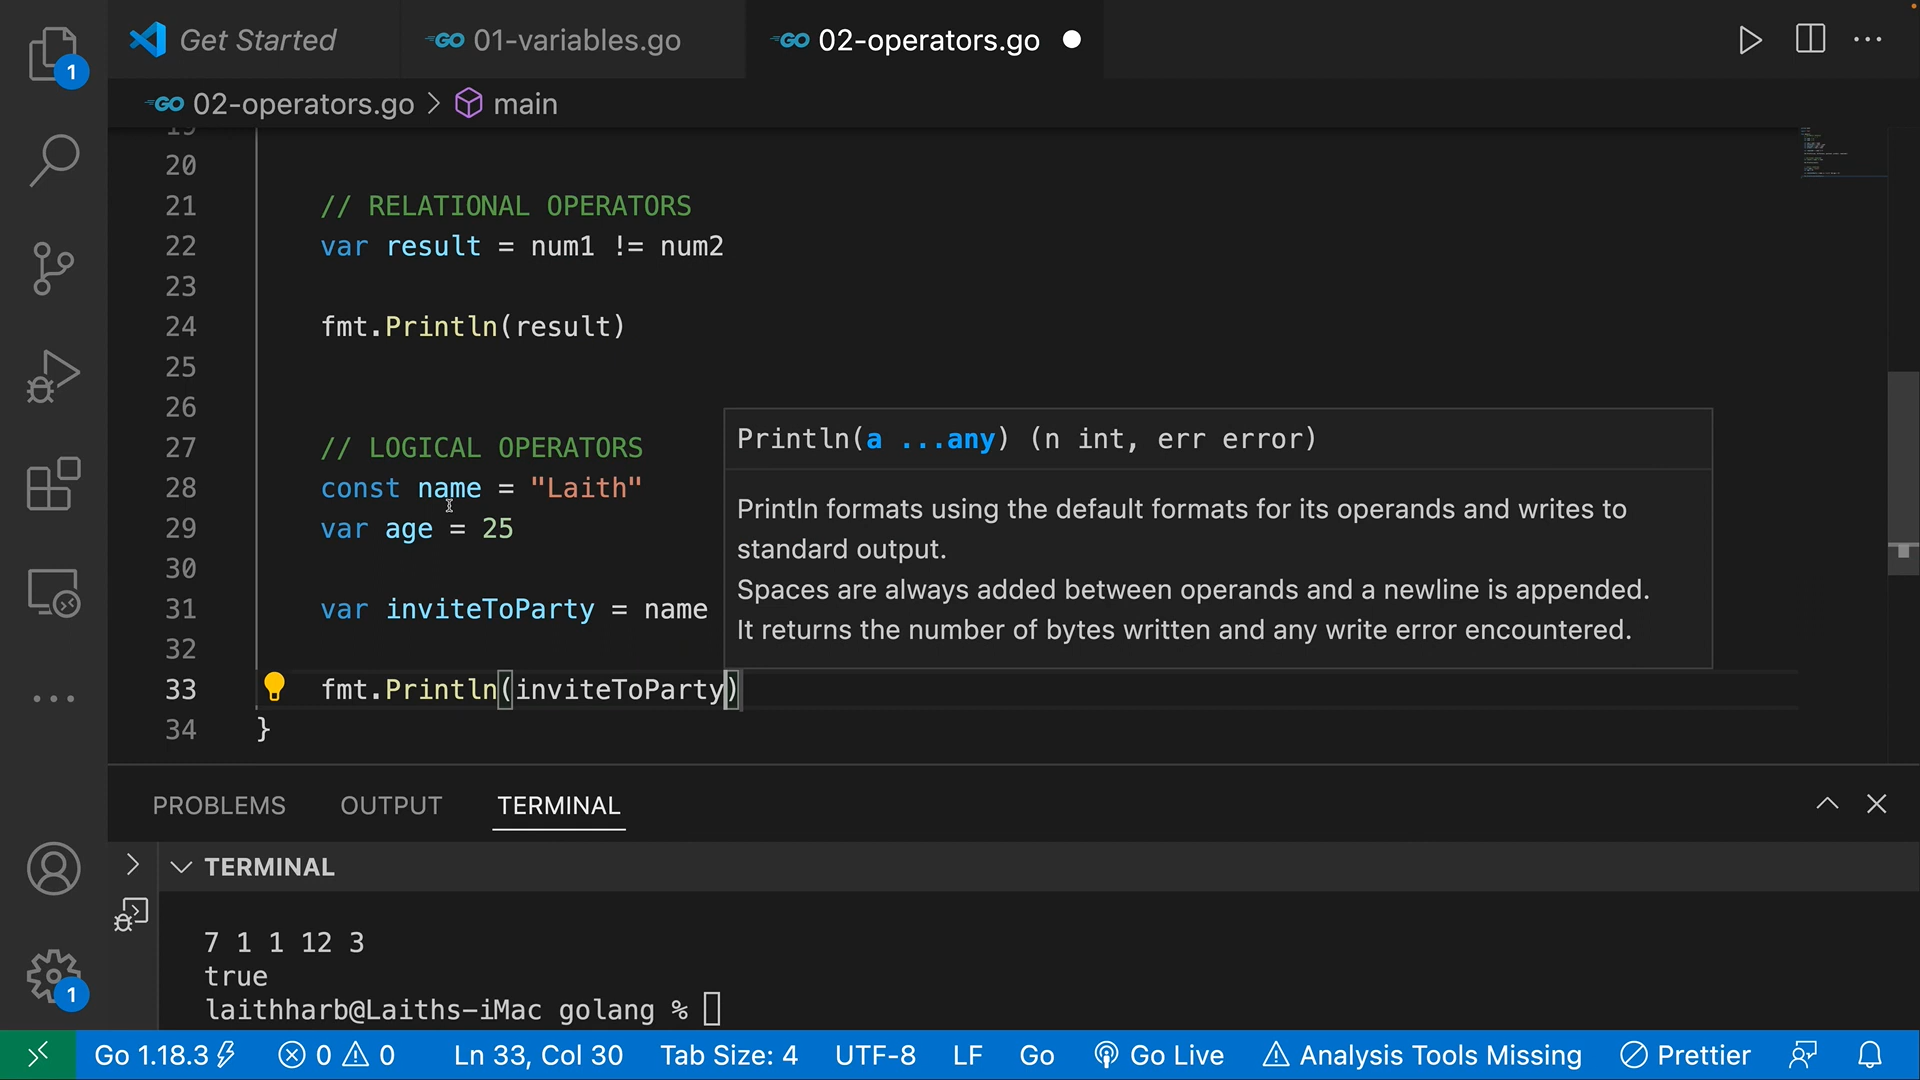 Get Started
GO 01-variables.go
GO 02-operators.go
1
GO 02-operators.go > main
19
20
21 // RELATIONAL OPERATORS
22 var result = num1 != num2
23
24 fmt.Println(result)
25
26
27 // LOGICAL OPERATORS
28 const name = "Laith"
29 var age = 25
30
31 var inviteToParty = name
32
33 fmt.Println(inviteToParty)
34 }
Println(a ...any) (n int, err error)
Println formats using the default formats for its operands and writes to
standard output.
Spaces are always added between operands and a newline is appended.
It returns the number of bytes written and any write error encountered.
PROBLEMS OUTPUT TERMINAL
TERMINAL
7 1 1 12 3
true
laithharb@Laiths-iMac golang %
1
Go 1.18.3 0 0 Ln 33, Col 30 Tab Size: 4 UTF-8 LF Go Go Live Analysis Tools Missing Prettier